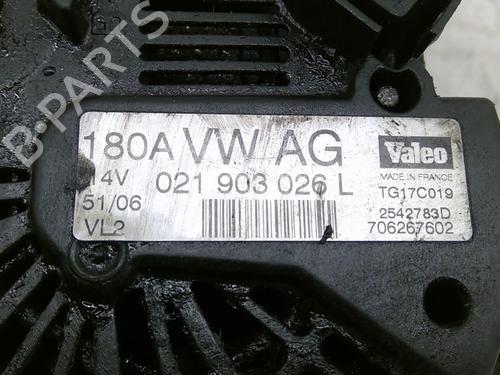 B-PARTS
180A VW AG
14V 021 903 026 L
51/06
VL2
Valeo
MADE IN FRANCE
TG17C019
2542783D
706267602